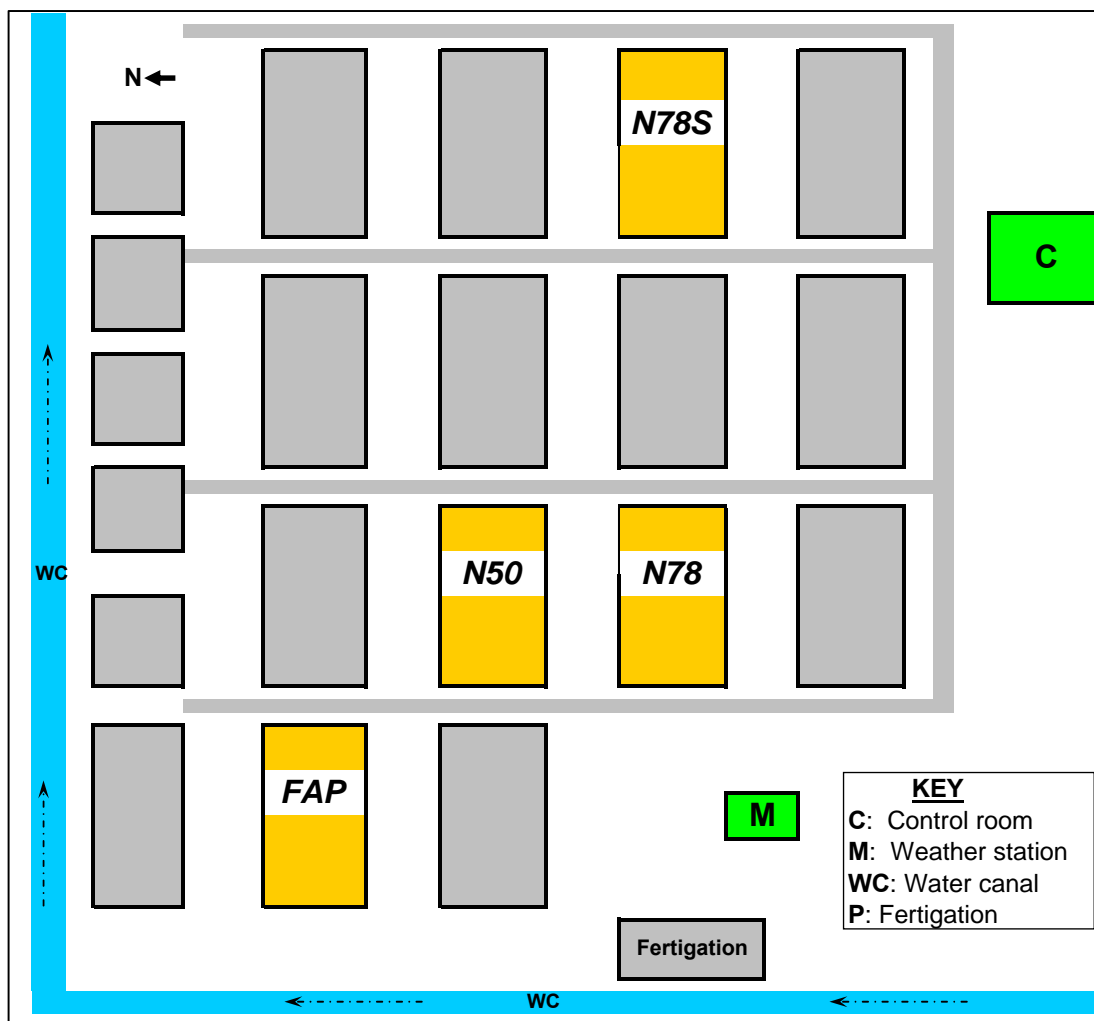 N
N78S
C
WC
N50
N78
FAP
M
KEY
C: Control room
M: Weather station
WC: Water canal
P: Fertigation
Fertigation
WC